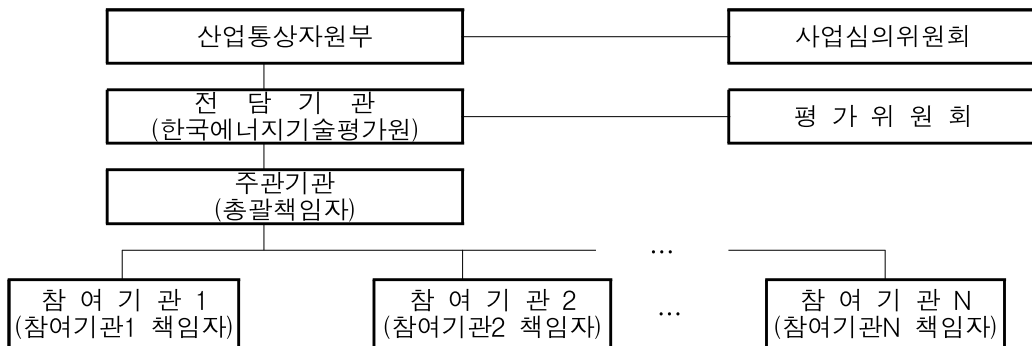 산업통상자원부
사업심의위원회
전 담 기 관
(한국에너지기술평가원)
평 가 위 원 회
주관기관
(총괄책임자)
...
참 여 기 관 1
(참여기관1 책임자)
참 여 기 관 2
(참여기관2 책임자)
...
참 여 기 관 N
(참여기관N 책임자)